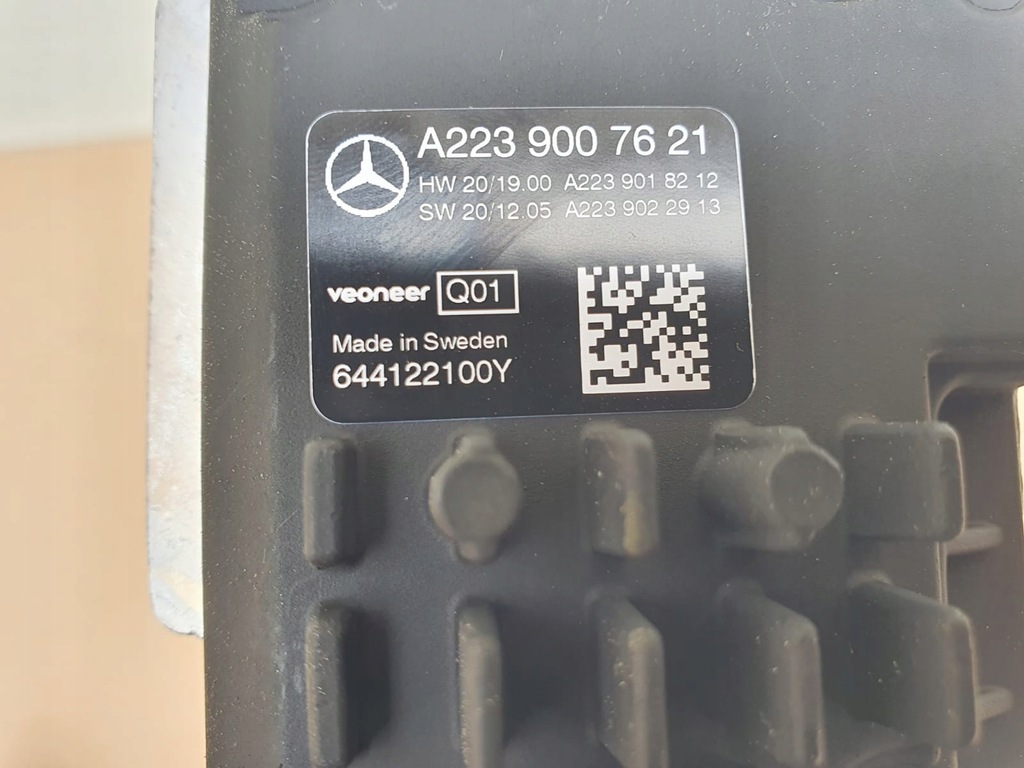 A223 900 76 21
HW 20/19.00 A223 901 82 12
SW 20/12.05 A223 902 29 13
veoneer Q01
Made in Sweden
644122100Y